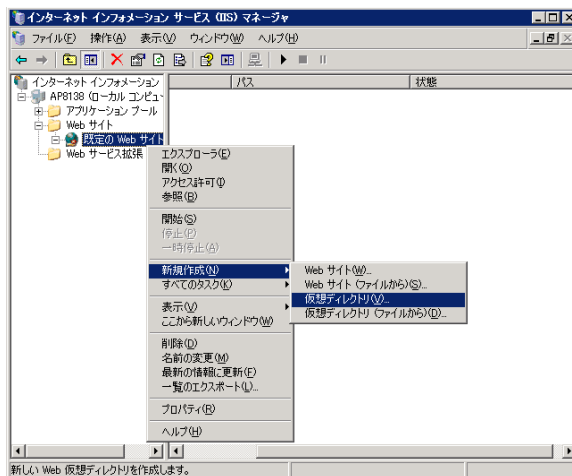 インターネット インフォメーション サービス (IIS) マネージャ
ファイル(F) 操作(A) 表示(V) ウィンドウ(W) ヘルプ(H)
インターネット インフォメーション
パス
状態
AP8138 (ローカル コンピュ
アプリケーション プール
Web サイト
既定の Web サイト
Web サービス拡張
エクスプローラ(E)
開く(O)
アクセス許可(I)
参照(B)
開始(S)
停止(P)
一時停止(A)
新規作成(N)
すべてのタスク(K)
Web サイト(W)...
Web サイト (ファイルから)(S)...
仮想ディレクトリ(V)...
仮想ディレクトリ (ファイルから)(D)...
表示(V)
ここから新しいウィンドウ(W)
削除(D)
名前の変更(M)
最新の情報に更新(F)
一覧のエクスポート(L)...
プロパティ(R)
ヘルプ(H)
新しい Web 仮想ディレクトリを作成します。